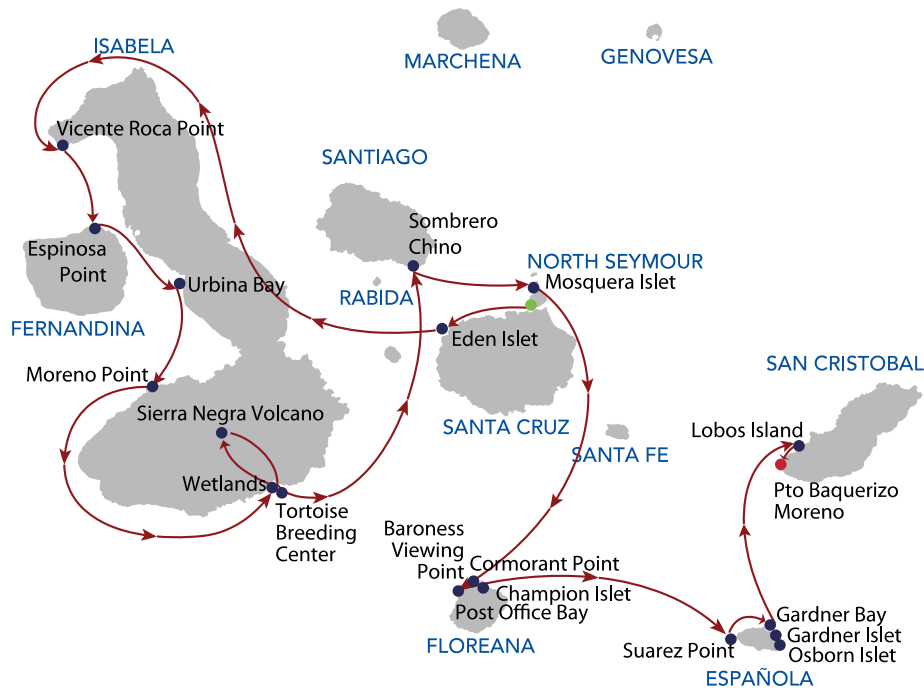 ISABELA
MARCHENA
GENOVESA
Vicente Roca Point
SANTIAGO
Sombrero
Chino
Espinosa
Point
NORTH SEYMOUR
Mosquera Islet
Urbina Bay
RABIDA
FERNANDINA
Eden Islet
Moreno Point
SAN CRISTOBAL
Sierra Negra Volcano
SANTA CRUZ
Lobos Island
SANTA FE
Wetlands
Pto Baquerizo
Moreno
Tortoise
Breeding
Center
Baroness
Viewing
Point
Cormorant Point
Champion Islet
Post Office Bay
FLOREANA
Gardner Bay
Gardner Islet
Osborn Islet
Suarez Point
ESPAÑOLA